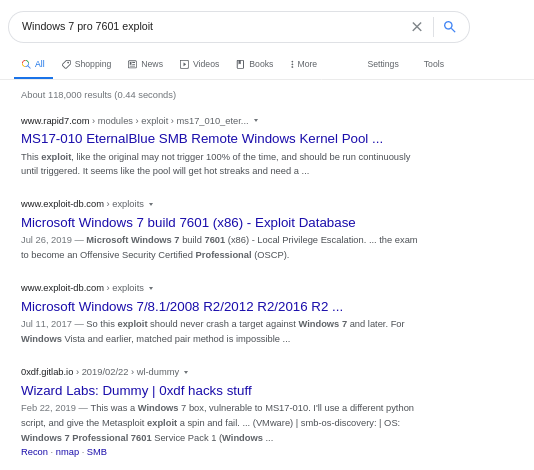 Windows 7 pro 7601 exploit
All Shopping News Videos Books More Settings Tools
About 118,000 results (0.44 seconds)
www.rapid7.com › modules › exploit › ms17_010_eter...
MS17-010 EternalBlue SMB Remote Windows Kernel Pool ...
This exploit, like the original may not trigger 100% of the time, and should be run continuously
until triggered. It seems like the pool will get hot streaks and need a ...
www.exploit-db.com › exploits
Microsoft Windows 7 build 7601 (x86) - Exploit Database
Jul 26, 2019 — Microsoft Windows 7 build 7601 (x86) - Local Privilege Escalation. ... the exam
to become an Offensive Security Certified Professional (OSCP).
www.exploit-db.com › exploits
Microsoft Windows 7/8.1/2008 R2/2012 R2/2016 R2 ...
Jul 11, 2017 — So this exploit should never crash a target against Windows 7 and later. For
Windows Vista and earlier, matched pair method is impossible ...
0xdf.gitlab.io › 2019/02/22 › wl-dummy
Wizard Labs: Dummy | 0xdf hacks stuff
Feb 22, 2019 — This was a Windows 7 box, vulnerable to MS17-010. I'll use a different python
script, and give the Metasploit exploit a spin and fail. ... (VMware) | smb-os-discovery: | OS:
Windows 7 Professional 7601 Service Pack 1 (Windows ...
Recon · nmap · SMB